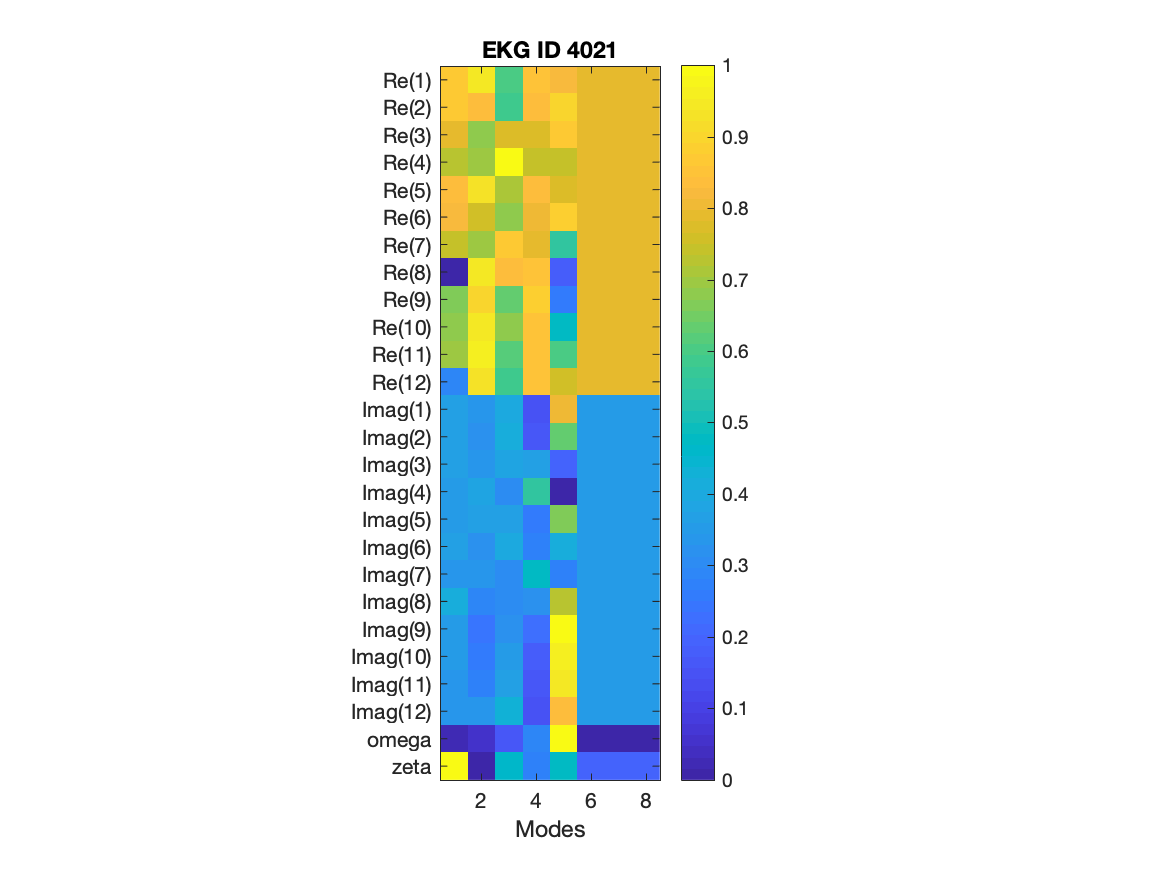 EKG ID 4021
Re(1)
Re(2)
Re(3)
Re(4)
Re(5)
Re(6)
Re(7)
Re(8)
Re(9)
Re(10)
Re(11)
Re(12)
Imag(1)
Imag(2)
Imag(3)
Imag(4)
Imag(5)
Imag(6)
Imag(7)
Imag(8)
Imag(9)
Imag(10)
Imag(11)
Imag(12)
omega
zeta
2 4 6 8
Modes
1
0.9
0.8
0.7
0.6
0.5
0.4
0.3
0.2
0.1
0